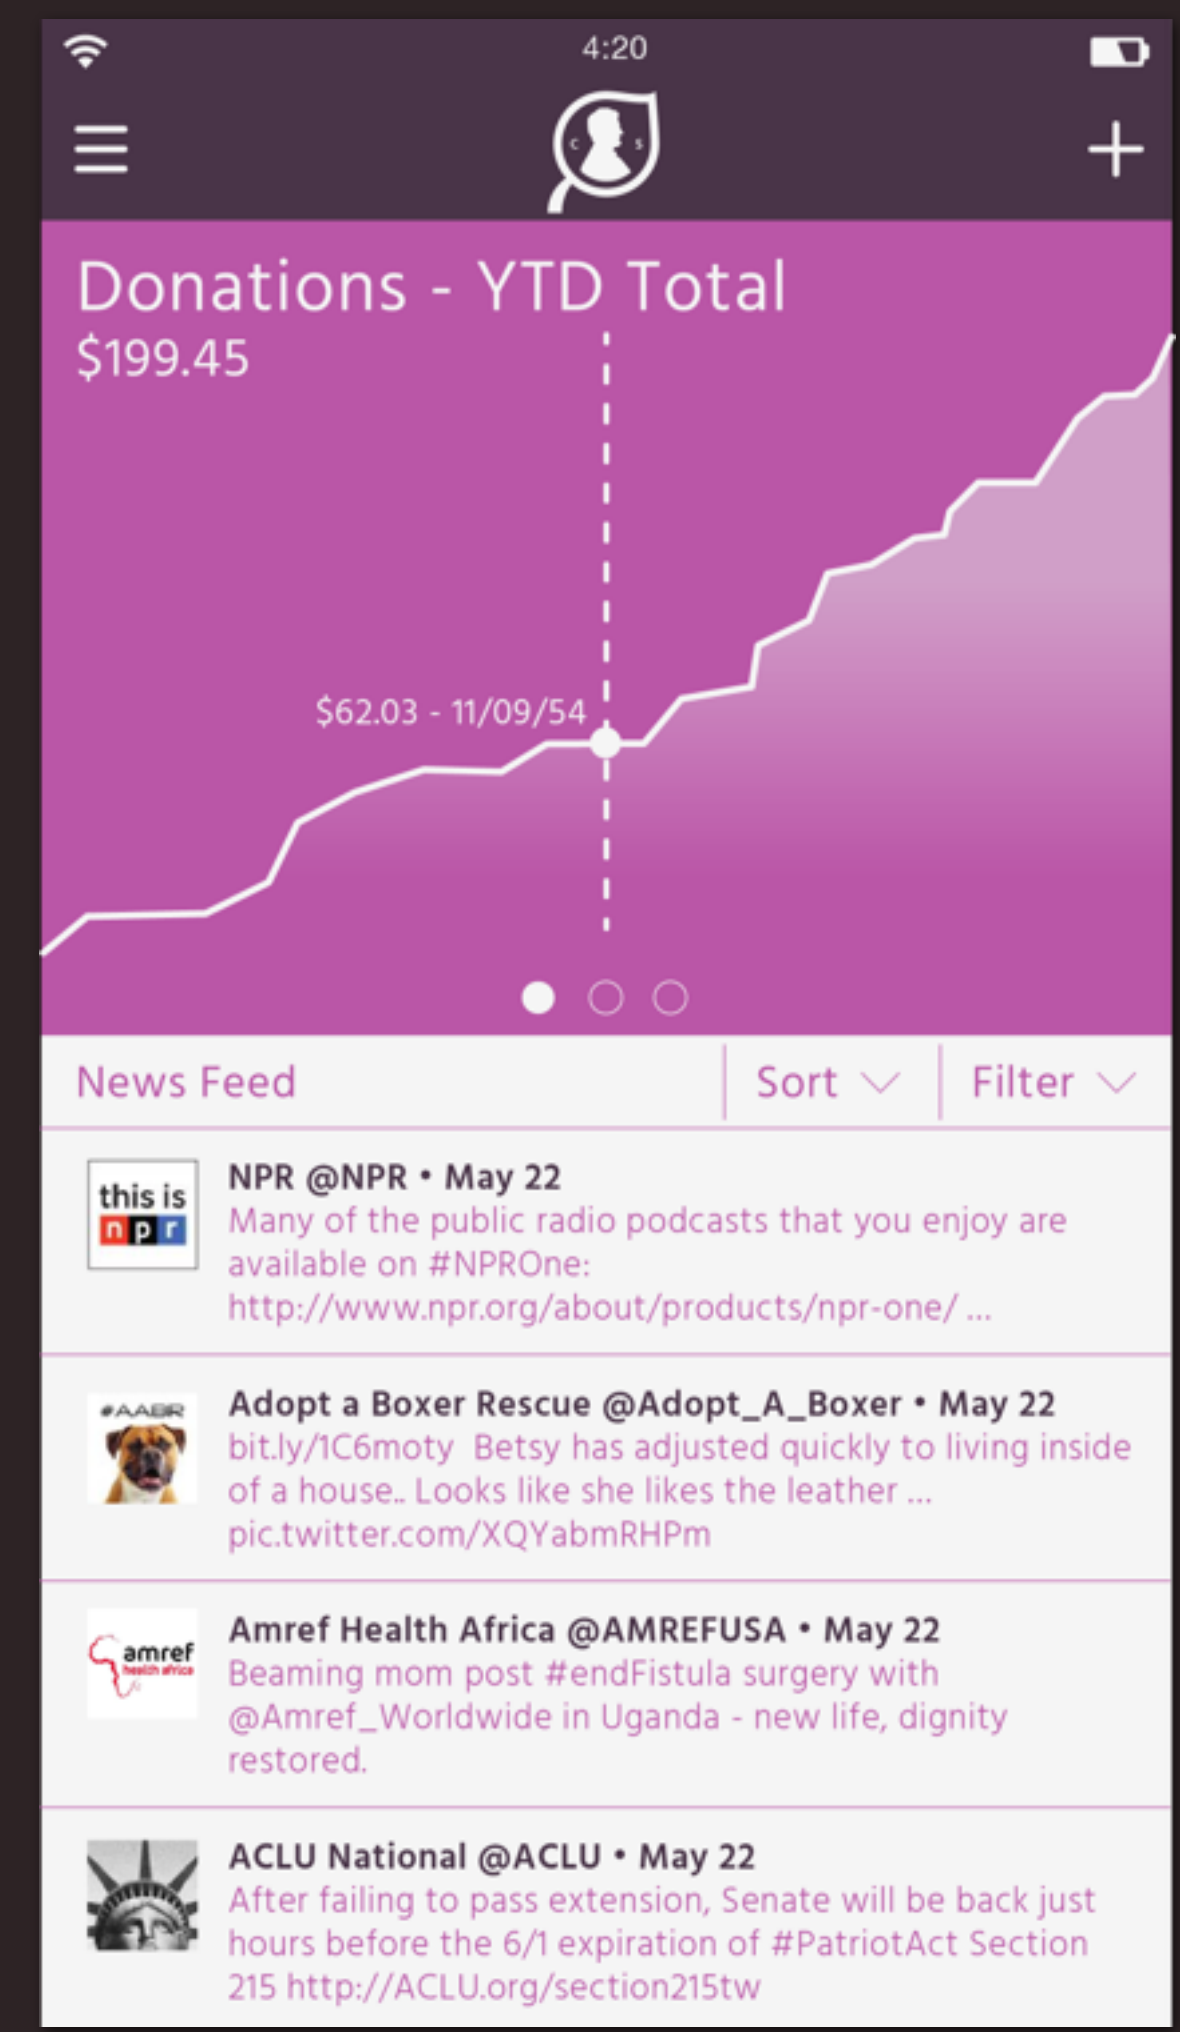 4:20
C S
Donations - YTD Total
$199.45
$62.03 - 11/09/54
News Feed
Sort
Filter
this is
npr
NPR @NPR • May 22
Many of the public radio podcasts that you enjoy are
available on #NPROne:
http://www.npr.org/about/products/npr-one/ ...
#AABR
Adopt a Boxer Rescue @Adopt_A_Boxer • May 22
bit.ly/1C6moty  Betsy has adjusted quickly to living inside
of a house.. Looks like she likes the leather ...
pic.twitter.com/XQYabmRHPm
amref
health africa
Amref Health Africa @AMREFUSA • May 22
Beaming mom post #endFistula surgery with
@Amref_Worldwide in Uganda - new life, dignity
restored.
ACLU National @ACLU • May 22
After failing to pass extension, Senate will be back just
hours before the 6/1 expiration of #PatriotAct Section
215 http://ACLU.org/section215tw